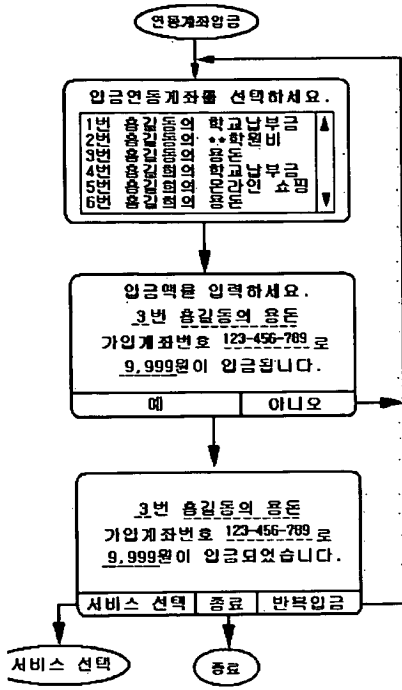 연동계좌입금
입금연동계좌를 선택하세요.
1번 홍길동의 학교납부금
2번 홍길동의 **학원비
3번 홍길동의 용돈
4번 홍길희의 학교납부금
5번 홍길희의 온라인 쇼핑
6번 홍길희의 용돈
입금액을 입력하세요.
3번 홍길동의 용돈
가입계좌번호 123-456-789로
9,999원이 입금됩니다.
예 아니오
3번 홍길동의 용돈
가입계좌번호 123-456-789로
9,999원이 입금되었습니다.
서비스 선택 종료 반복입금
서비스 선택 종료